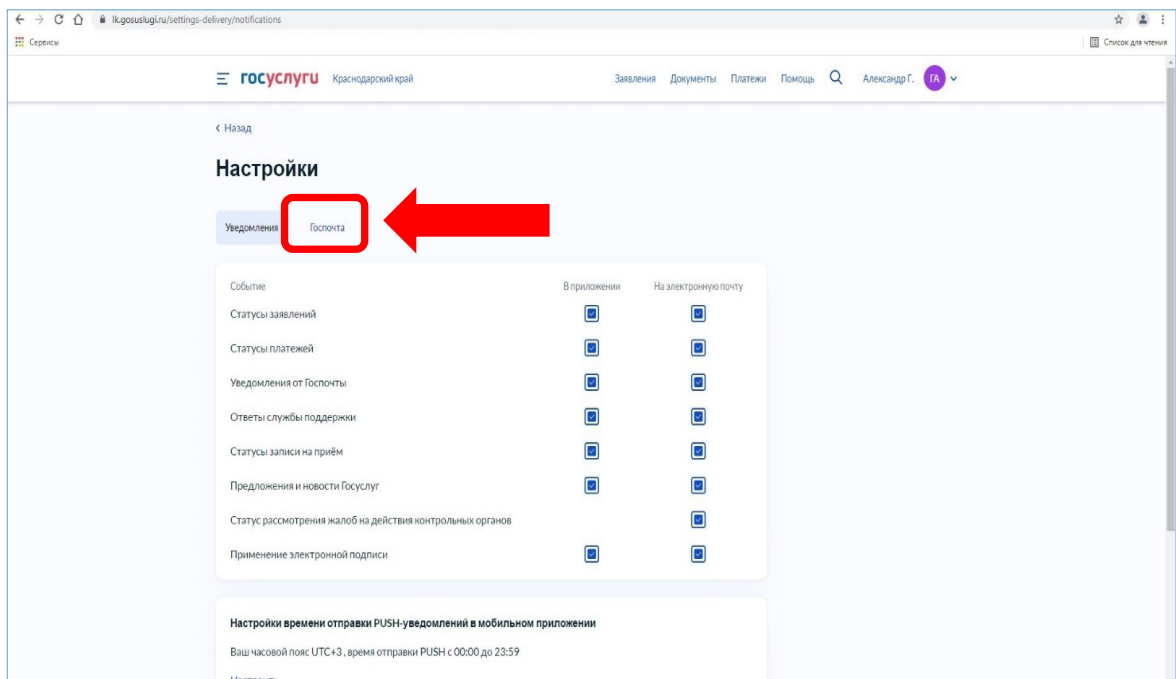 lk.gosuslugi.ru/settings-delivery/notifications
Сервисы
Список для чтения
госуслуги Краснодарский край Заявления Документы Платежи Помощь Александр Г. ГА
Назад
Настройки
Уведомления Госпочта
Событие В приложении На электронную почту
Статусы заявлений
Статусы платежей
Уведомления от Госпочты
Ответы службы поддержки
Статусы записи на приём
Предложения и новости Госуслуг
Статус рассмотрения жалоб на действия контрольных органов
Применение электронной подписи
Настройки времени отправки PUSH-уведомлений в мобильном приложении
Ваш часовой пояс UTC+3 , время отправки PUSH с 00:00 до 23:59